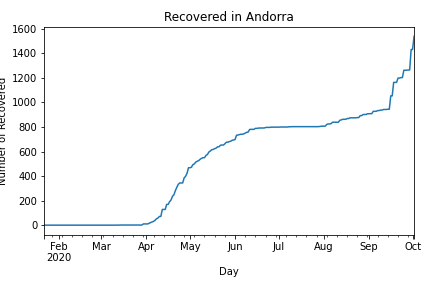 Recovered in Andorra
Number of Recovered
1600
1400
1200
1000
800
600
400
200
0
Feb Mar Apr May Jun Jul Aug Sep Oct
2020
Day